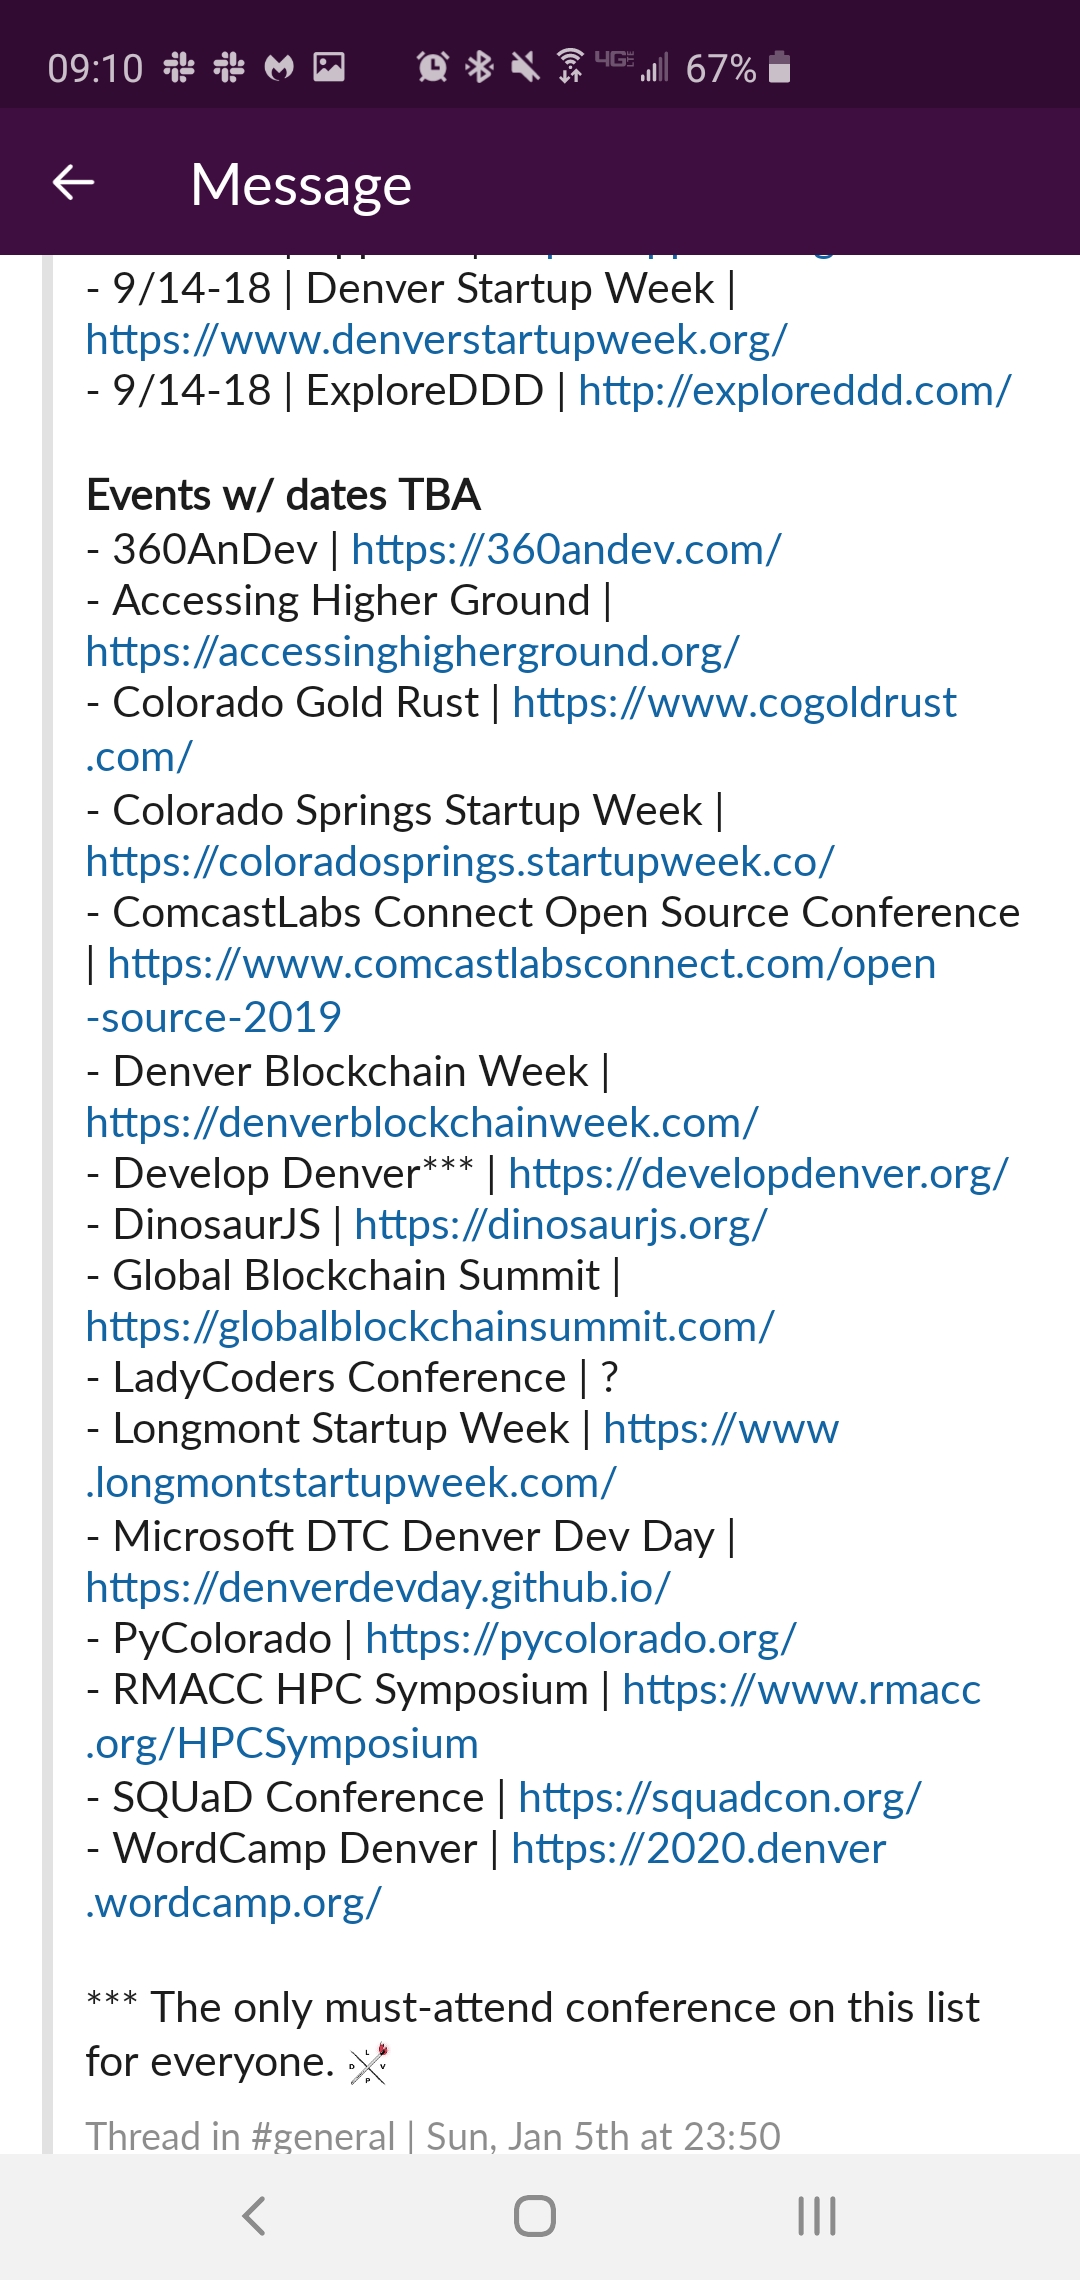 09:10 4GE 67%
Message
- 9/14-18 | Denver Startup Week |
https://www.denverstartupweek.org/
- 9/14-18 | ExploreDDD | http://exploreddd.com/
Events w/ dates TBA
- 360AnDev | https://360andev.com/
- Accessing Higher Ground |
https://accessinghigherground.org/
- Colorado Gold Rust | https://www.cogoldrust
.com/
- Colorado Springs Startup Week |
https://coloradosprings.startupweek.co/
- ComcastLabs Connect Open Source Conference
| https://www.comcastlabsconnect.com/open
-source-2019
- Denver Blockchain Week |
https://denverblockchainweek.com/
- Develop Denver*** | https://developdenver.org/
- DinosaurJS | https://dinosaurjs.org/
- Global Blockchain Summit |
https://globalblockchainsummit.com/
- LadyCoders Conference | ?
- Longmont Startup Week | https://www
.longmontstartupweek.com/
- Microsoft DTC Denver Dev Day |
https://denverdevday.github.io/
- PyColorado | https://pycolorado.org/
- RMACC HPC Symposium | https://www.rmacc
.org/HPCSymposium
- SQUaD Conference | https://squadcon.org/
- WordCamp Denver | https://2020.denver
.wordcamp.org/
*** The only must-attend conference on this list
for everyone.
L
D V
P
Thread in #general | Sun, Jan 5th at 23:50